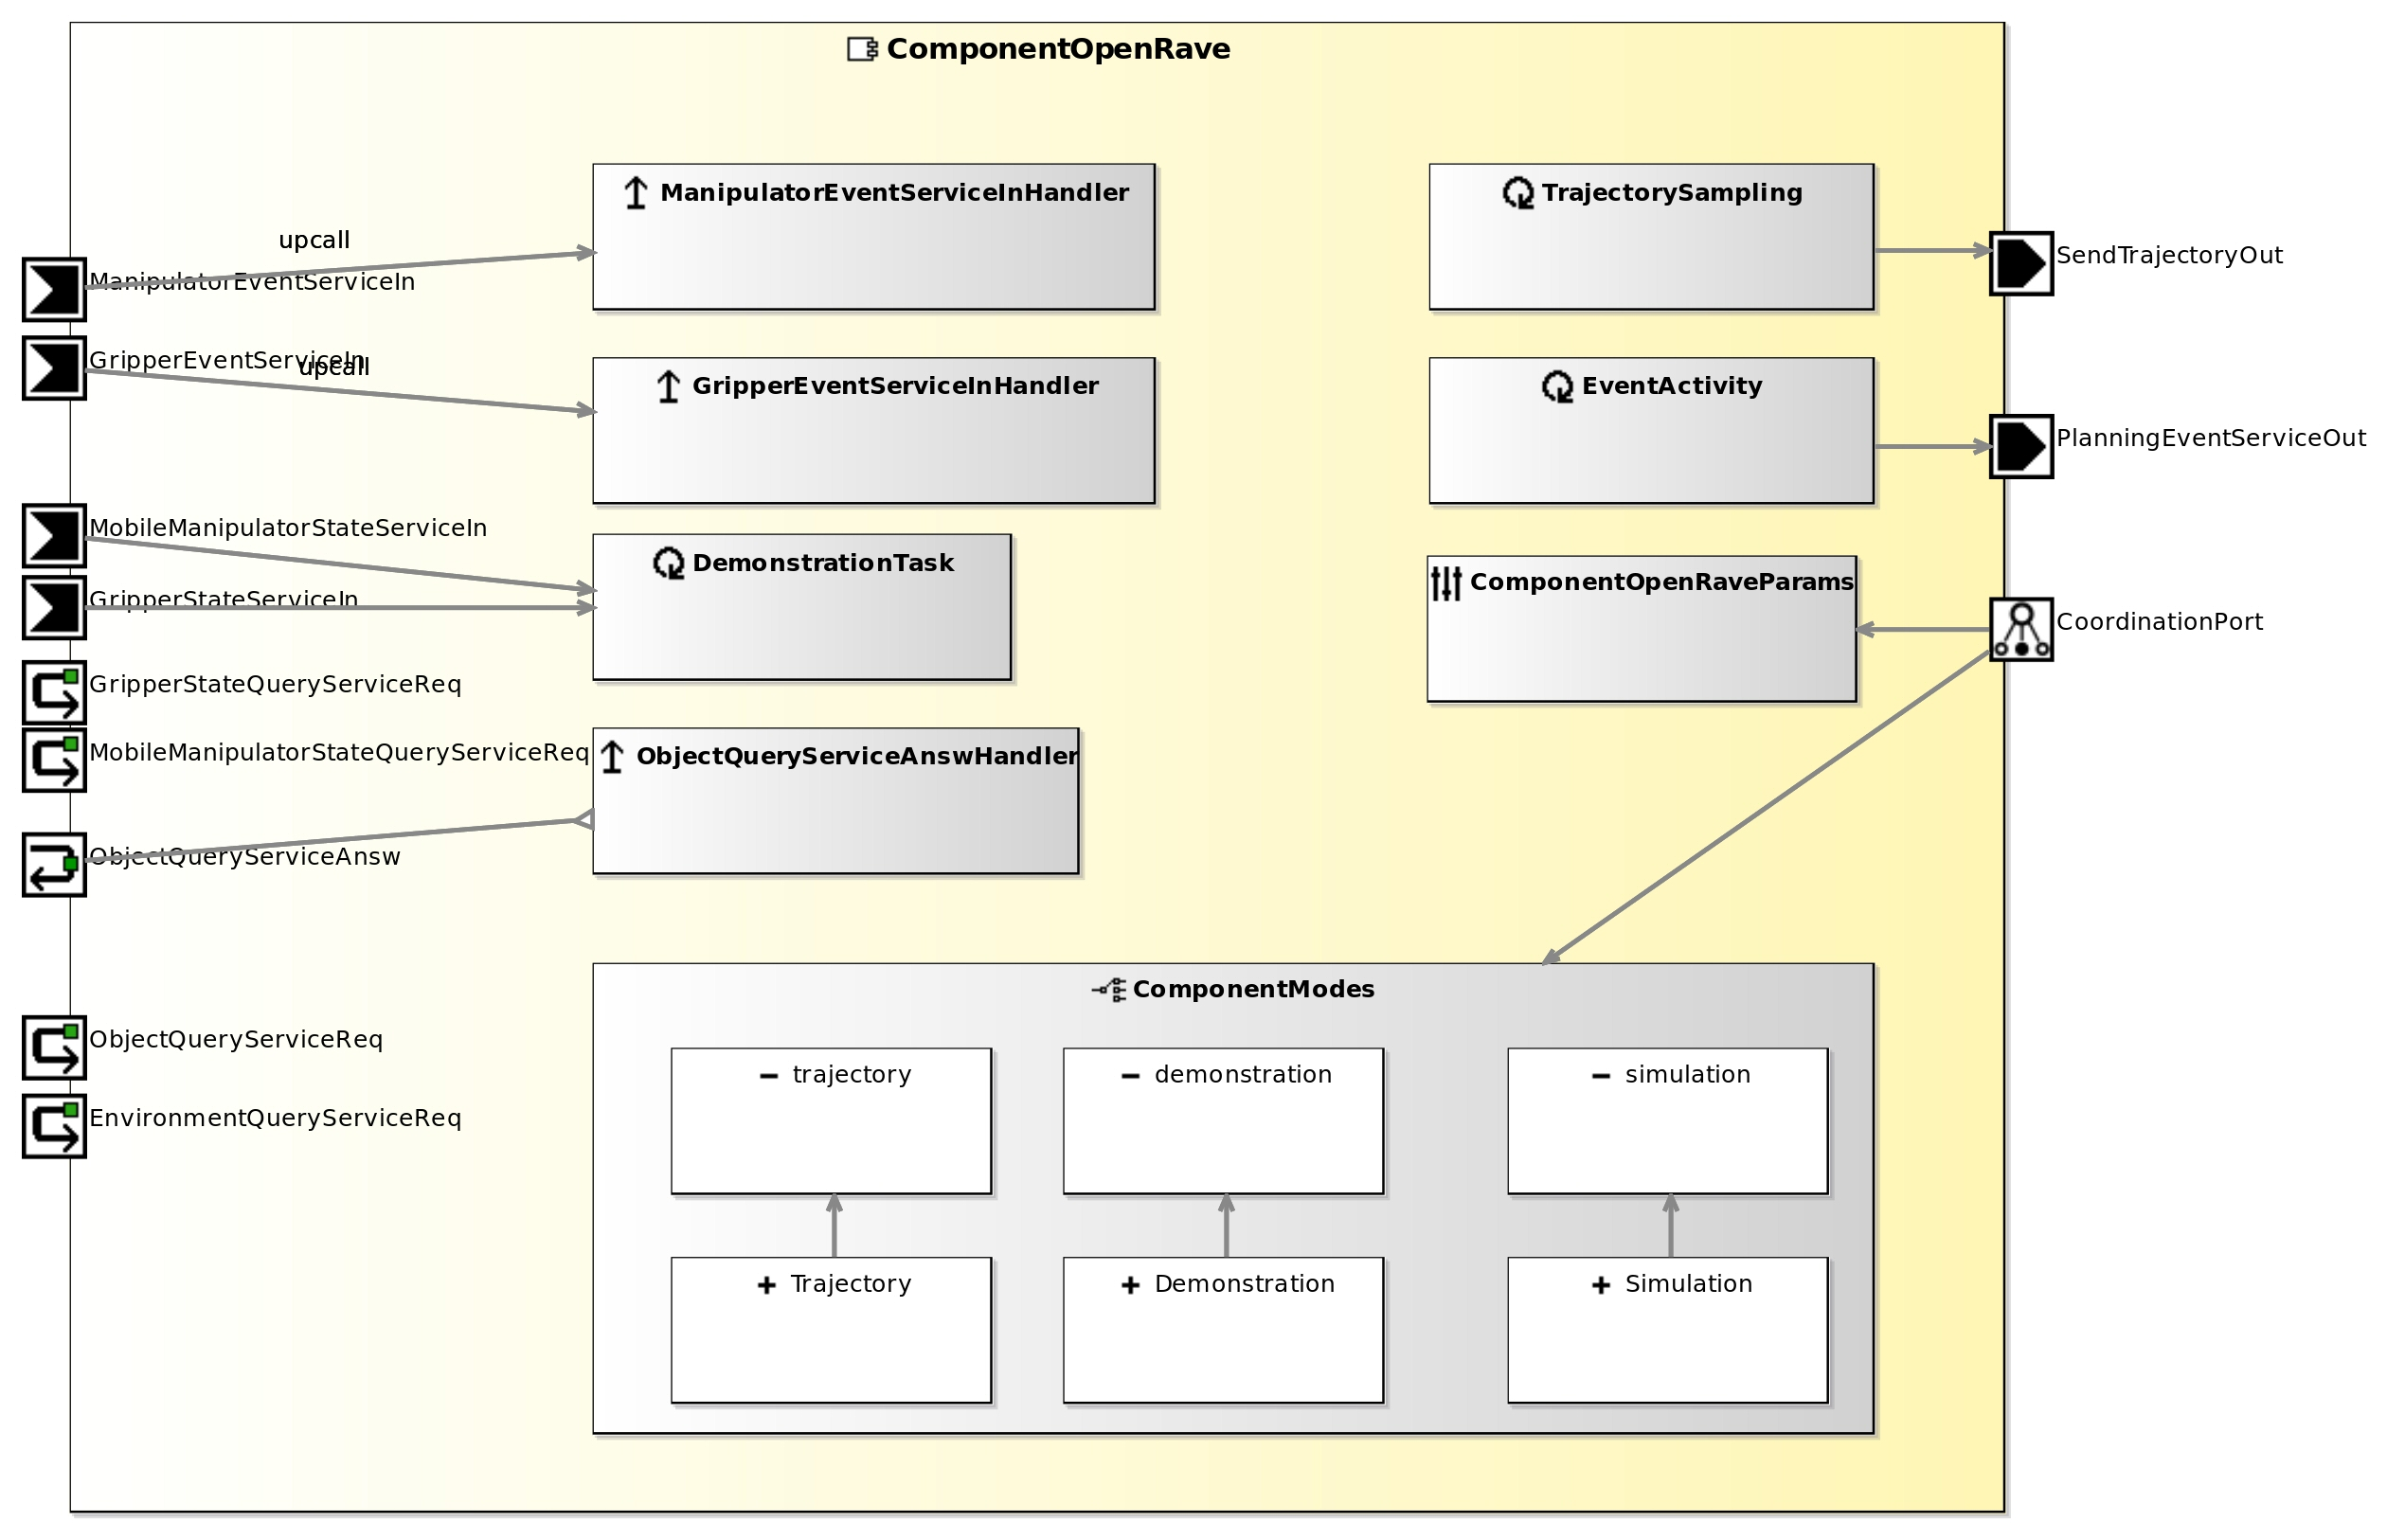 ComponentOpenRave
ManipulatorEventServiceInHandler
TrajectorySampling
upcall
ManipulatorEventServiceIn
SendTrajectoryOut
GripperEventServiceIn
upcall
GripperEventServiceInHandler
EventActivity
PlanningEventServiceOut
MobileManipulatorStateServiceIn
DemonstrationTask
ComponentOpenRaveParams
GripperStateServiceIn
CoordinationPort
GripperStateQueryServiceReq
MobileManipulatorStateQueryServiceReq
ObjectQueryServiceAnswHandler
ObjectQueryServiceAnsw
ComponentModes
ObjectQueryServiceReq
trajectory
demonstration
simulation
EnvironmentQueryServiceReq
Trajectory
Demonstration
Simulation